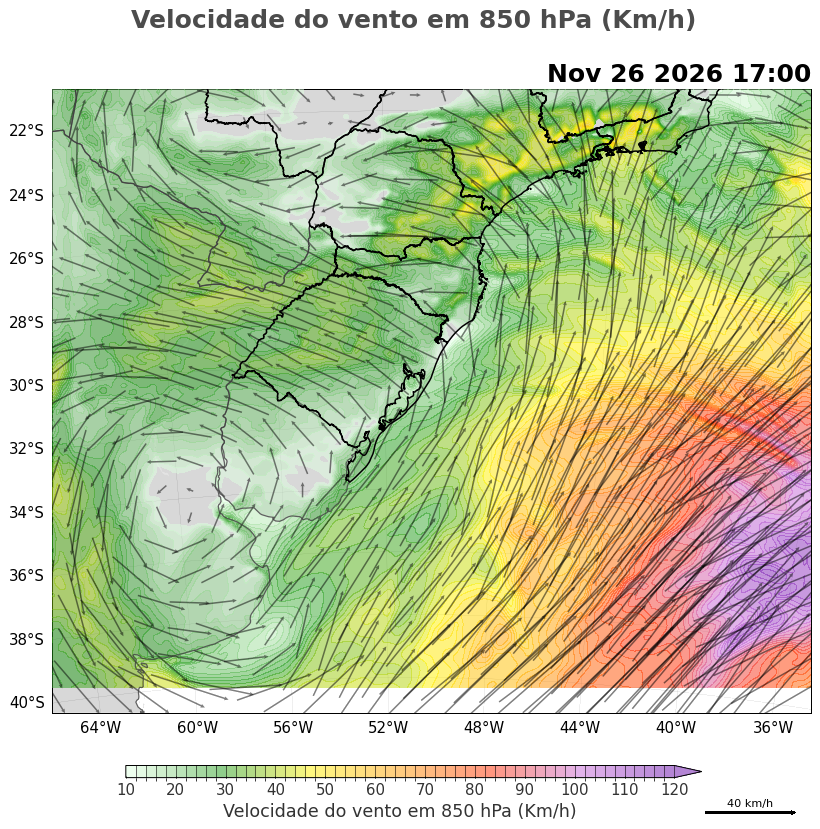 Velocidade do vento em 850 hPa (Km/h)
Nov 26 2026 17:00
22°S
24°S
26°S
28°S
30°S
32°S
34°S
36°S
38°S
40°S
64°W 60°W 56°W 52°W 48°W 44°W 40°W 36°W
10 20 30 40 50 60 70 80 90 100 110 120
Velocidade do vento em 850 hPa (Km/h)
40 km/h